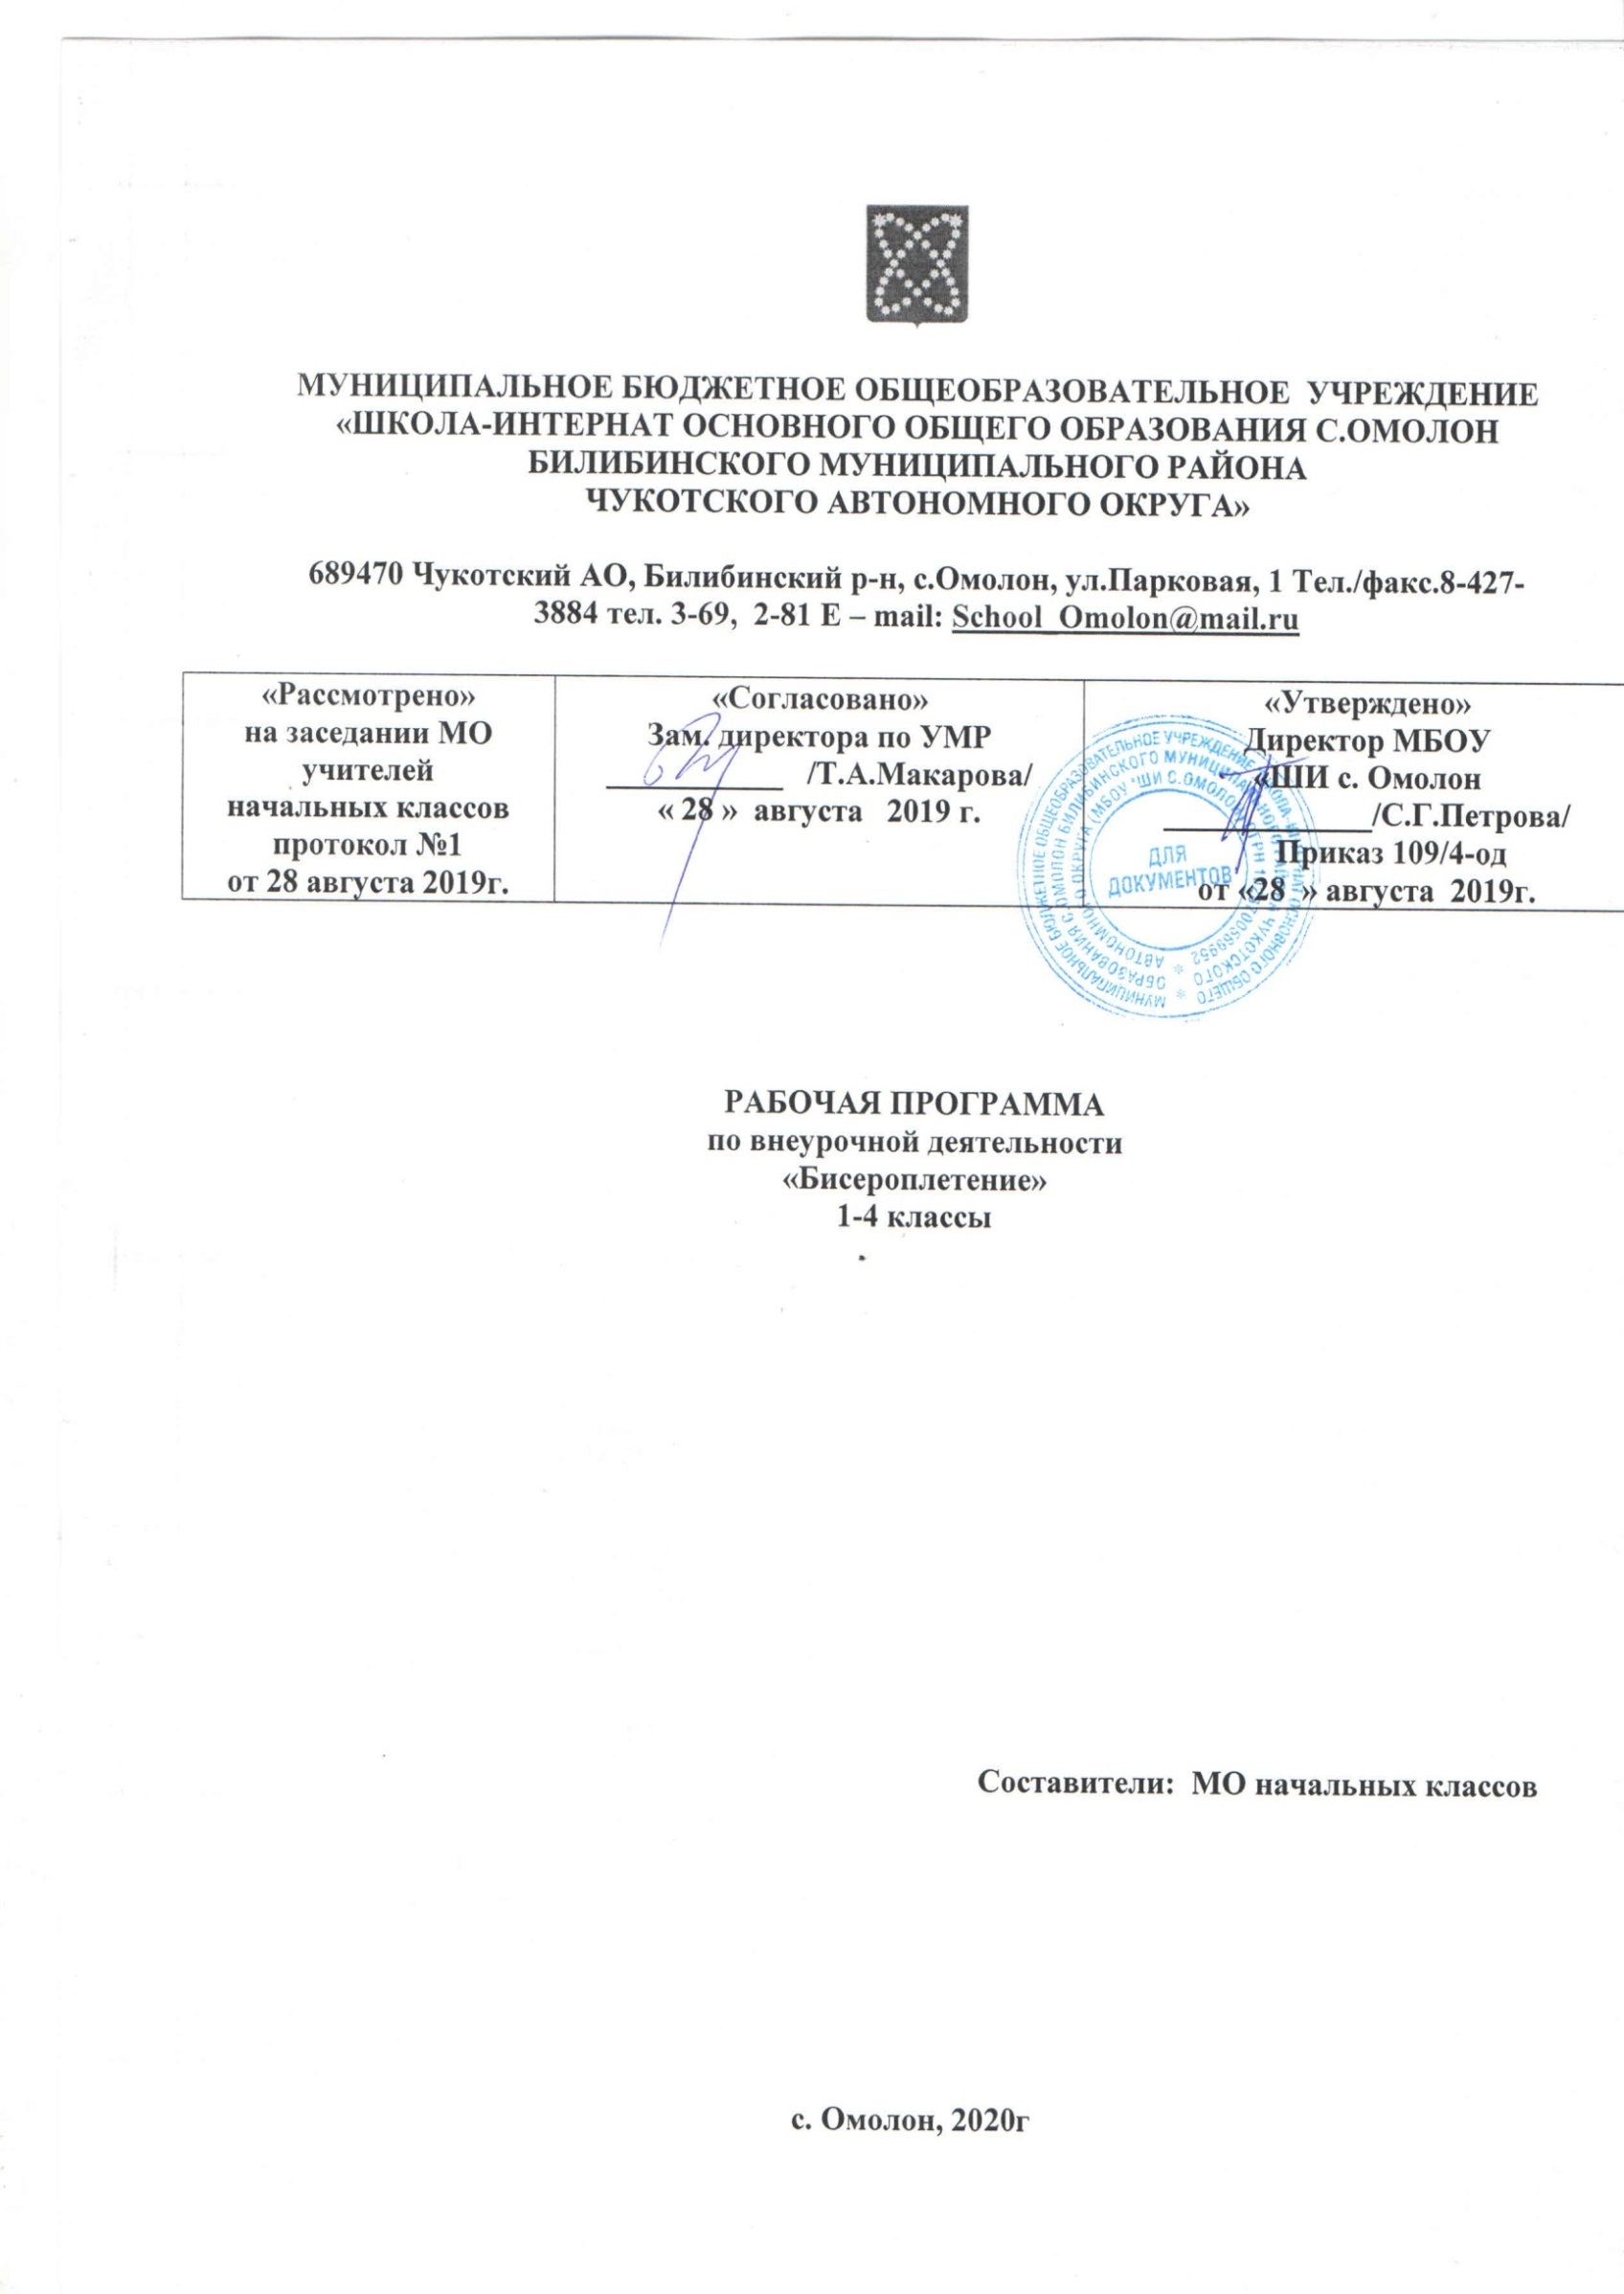 МУНИЦИПАЛЬНОЕ БЮДЖЕТНОЕ ОБЩЕОБРАЗОВАТЕЛЬНОЕ  УЧРЕЖДЕНИЕ
«ШКОЛА-ИНТЕРНАТ ОСНОВНОГО ОБЩЕГО ОБРАЗОВАНИЯ С.ОМОЛОН
БИЛИБИНСКОГО МУНИЦИПАЛЬНОГО РАЙОНА
ЧУКОТСКОГО АВТОНОМНОГО ОКРУГА»
689470 Чукотский АО, Билибинский р-н, с.Омолон, ул.Парковая, 1 Тел./факс.8-427-
3884 тел. 3-69,  2-81 Е – mail: School_Omolon@mail.ru
«Рассмотрено»
на заседании МО
учителей
начальных классов
протокол №1
от 28 августа 2019г.
«Согласовано»
Зам. директора по УМР
____________ /Т.А.Макарова/
« 28 »  августа   2019 г.
«Утверждено»
Директор МБОУ
«ШИ с. Омолон
______________/С.Г.Петрова/
Приказ 109/4-од
от «28  » августа  2019г.
ДЛЯ
ДОКУМЕНТОВ
РАБОЧАЯ ПРОГРАММА
по внеурочной деятельности
«Бисероплетение»
1-4 классы
Составители:  МО начальных классов
с. Омолон, 2020г